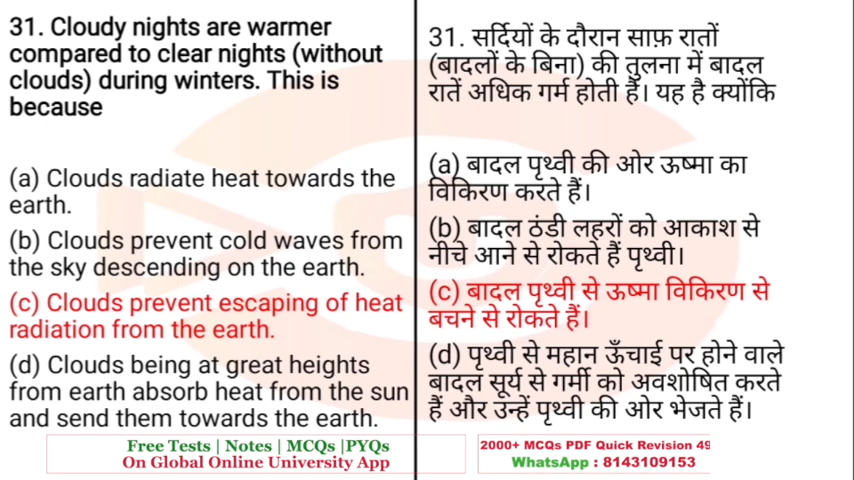 31. Cloudy nights are warmer
compared to clear nights (without
clouds) during winters. This is
because
(a) Clouds radiate heat towards the
earth.
(b) Clouds prevent cold waves from
the sky descending on the earth.
(c) Clouds prevent escaping of heat
radiation from the earth.
(d) Clouds being at great heights
from earth absorb heat from the sun
and send them towards the earth.
31. सर्दियों के दौरान साफ़ रातों
(बादलों के बिना) की तुलना में बादल
रातें अधिक गर्म होती हैं। यह है क्योंकि
(a) बादल पृथ्वी की ओर ऊष्मा का
विकिरण करते हैं।
(b) बादल ठंडी लहरों को आकाश से
नीचे आने से रोकते हैं पृथ्वी।
(c) बादल पृथ्वी से ऊष्मा विकिरण से
बचने से रोकते हैं।
(d) पृथ्वी से महान ऊँचाई पर होने वाले
बादल सूर्य से गर्मी को अवशोषित करते
हैं और उन्हें पृथ्वी की ओर भेजते हैं।
Free Tests | Notes | MCQs |PYQs
On Global Online University App
2000+ MCQs PDF Quick Revision 49
WhatsApp : 8143109153